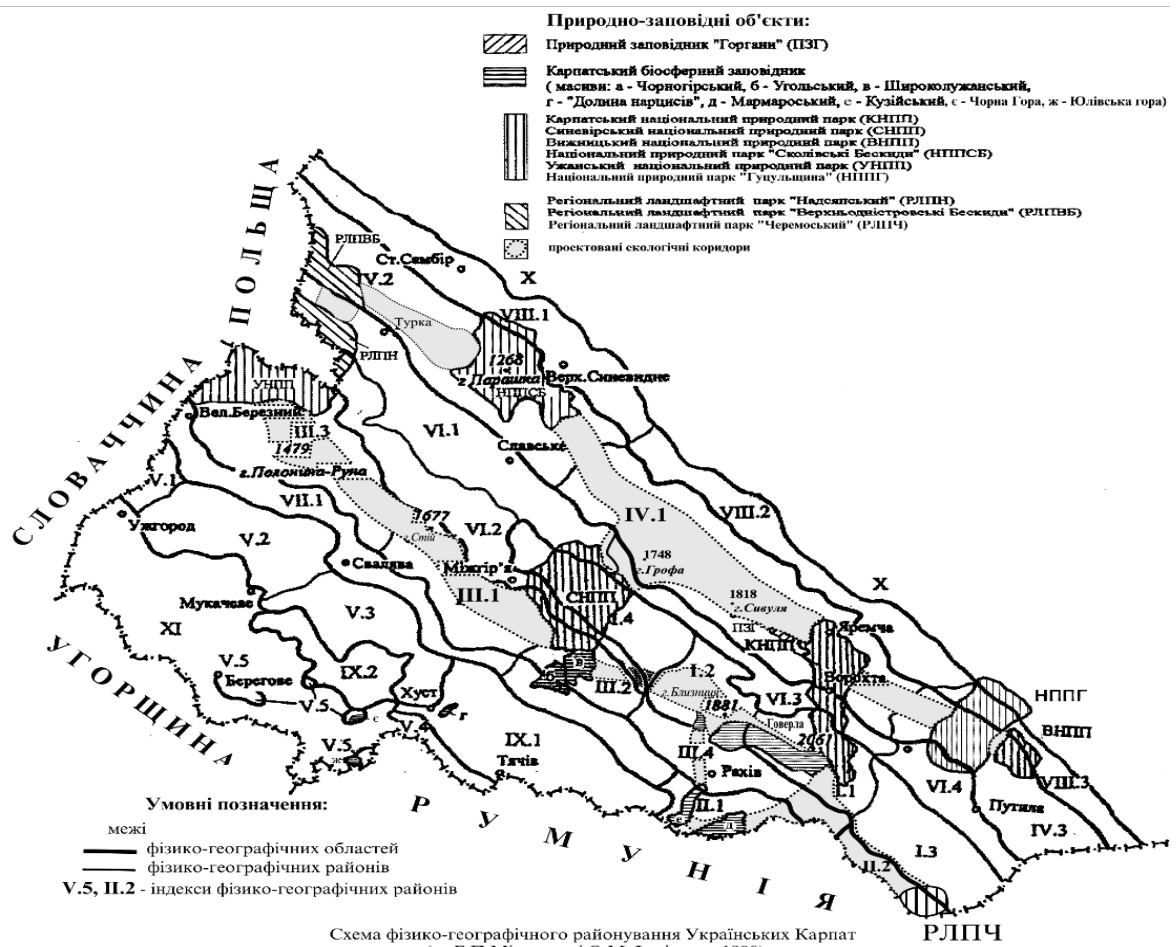 Природно-заповідні об'єкти:
Природний заповідник "Горгани" (ПЗГ)
Карпатський біосферний заповідник
( масиви: а - Чорногірський, б - Угольський, в - Широколужанський,
г - "Долина нарцисів", д - Мармароський, е - Кузійський, є - Чорна Гора, ж - Юлівська гора)
Карпатський національний природний парк (КНПП)
Синевірський національний природний парк (СНПП)
Вижницький національний природний парк (ВНПП)
Національний природний парк "Сколівські Бескиди" (НППСБ)
Ужанський національний природний парк (УНПП)
Національний природний парк "Гуцульщина" (НППГ)
Регіональний ландшафтний парк "Надсянський" (РЛПН)
Регіональний ландшафтний парк "Верхньодністровські Бескиди" (РЛПВБ)
Регіональний ландшафтний парк "Черемоський" (РЛПЧ)
проектовані екологічні коридори
ПОЛЬЩА
РЛПВБ
Ст.Самбір
X
IV.2
VIII.1
Турка
РЛПН
1268
г.Парашка
Верх.Синевидне
НППСБ
СЛОВАЧЧИНА
УНПП
Вел.Березний
III.3
1479
г.Полонина-Руна
VI.1
Славське
V.1
VII.1
Ужгород
V.2
1677
г.Стій
VI.2
IV.1
VIII.2
Свалява
Міжгір'я
1748
г.Грофа
Мукачеве
III.1
СНПП
I.4
1818
г.Сивуля
X
XI
V.3
ПЗГ
КНПП
Яремча
УГОРЩИНА
V.5
Берегове
IX.2
Хуст
г
V.5
є
V.4
б
в
III.2
I.2
г.Близниця
1881
VI.3
Ворохта
НППГ
Говерла
2061
ВНПП
V.5
ж
IX.1
Тячів
III.4
Рахів
I.1
VI.4
VIII.3
Путила
II.1
е
д
IV.3
I.3
II.2
РУМУНІЯ
РЛПЧ
Умовні позначення:
межі
фізико-географічних областей
фізико-географічних районів
V.5, II.2 - індекси фізико-географічних районів
Схема фізико-географічного районування Українських Карпат